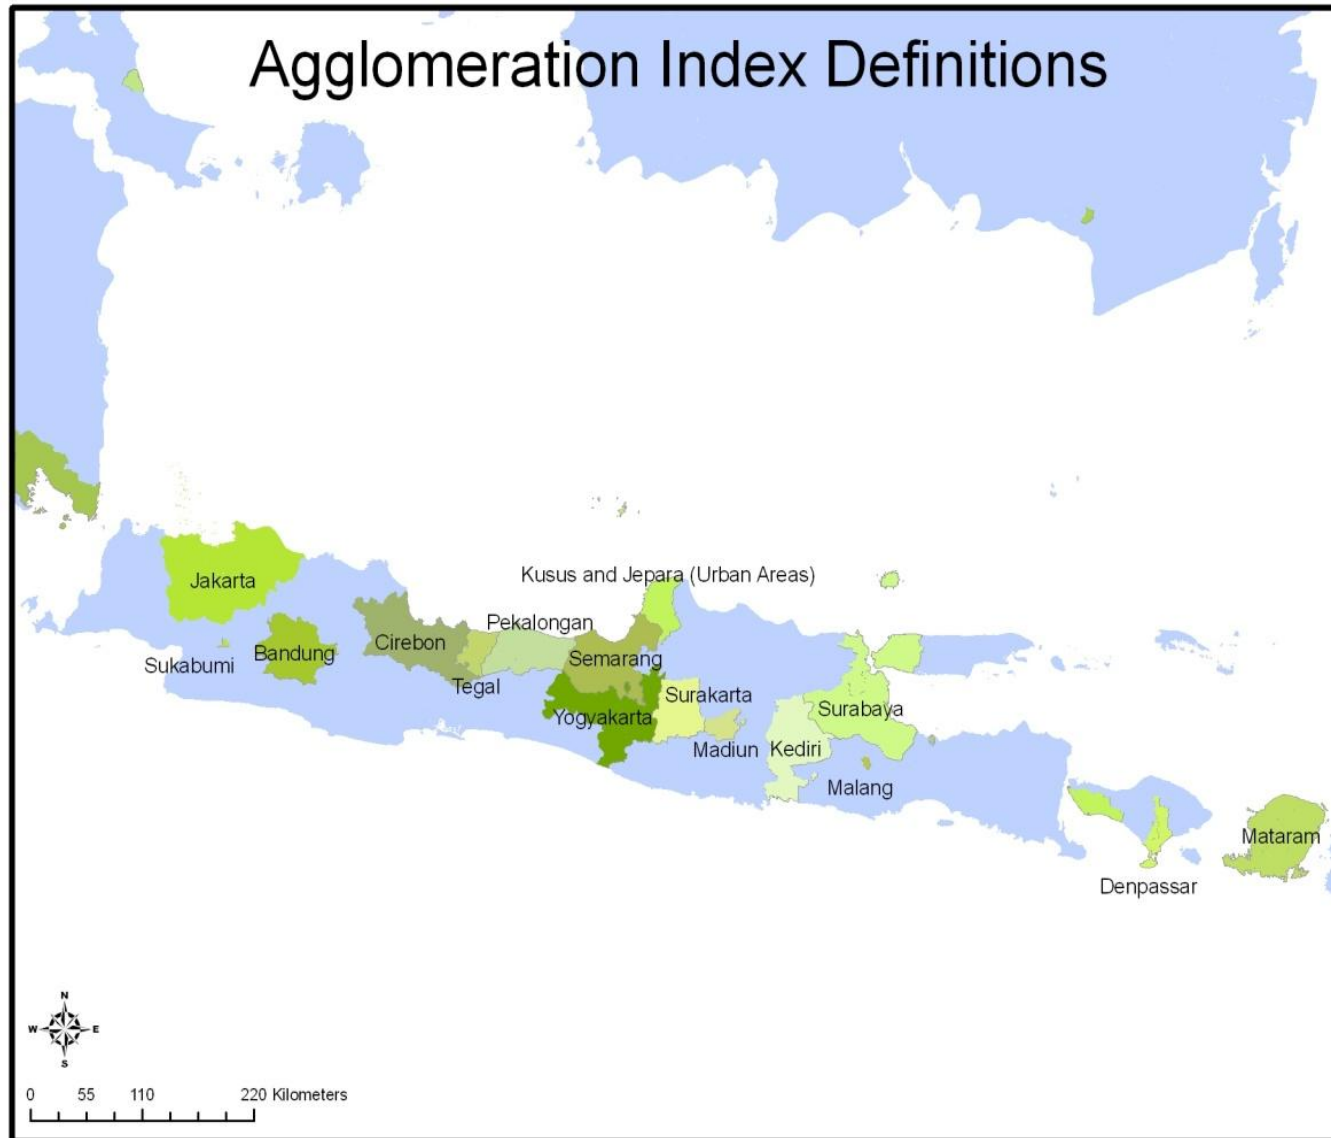 Agglomeration Index Definitions
Kusus and Jepara (Urban Areas)
Jakarta
Pekalongan
Cirebon
Bandung
Semarang
Sukabumi
Tegal
Surakarta
Yogyakarta
Surabaya
Madiun
Kediri
Malang
Mataram
Denpassar
N
W E
S
0 55 110 220 Kilometers